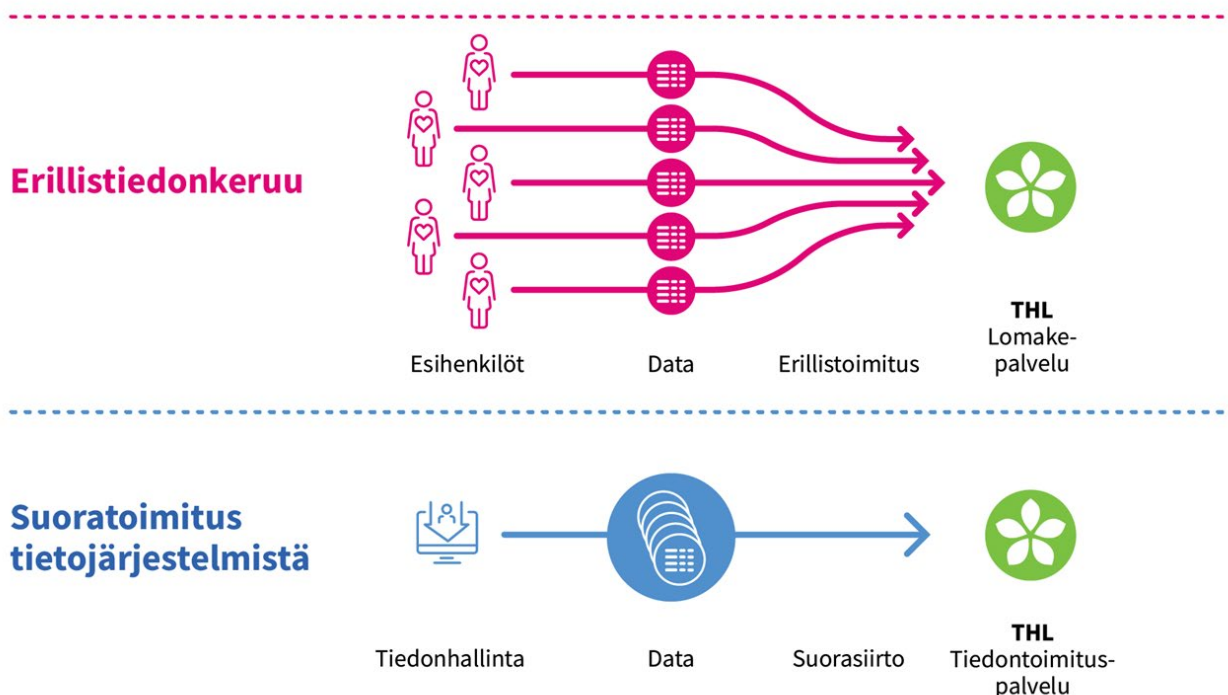 Erillistiedonkeruu
Esihenkilöt
Data
Erillistoimitus
THL
Lomake-
palvelu
Suoratoimitus
tietojärjestelmistä
Tiedonhallinta
Data
Suorasiirto
THL
Tiedontoimitus-
palvelu